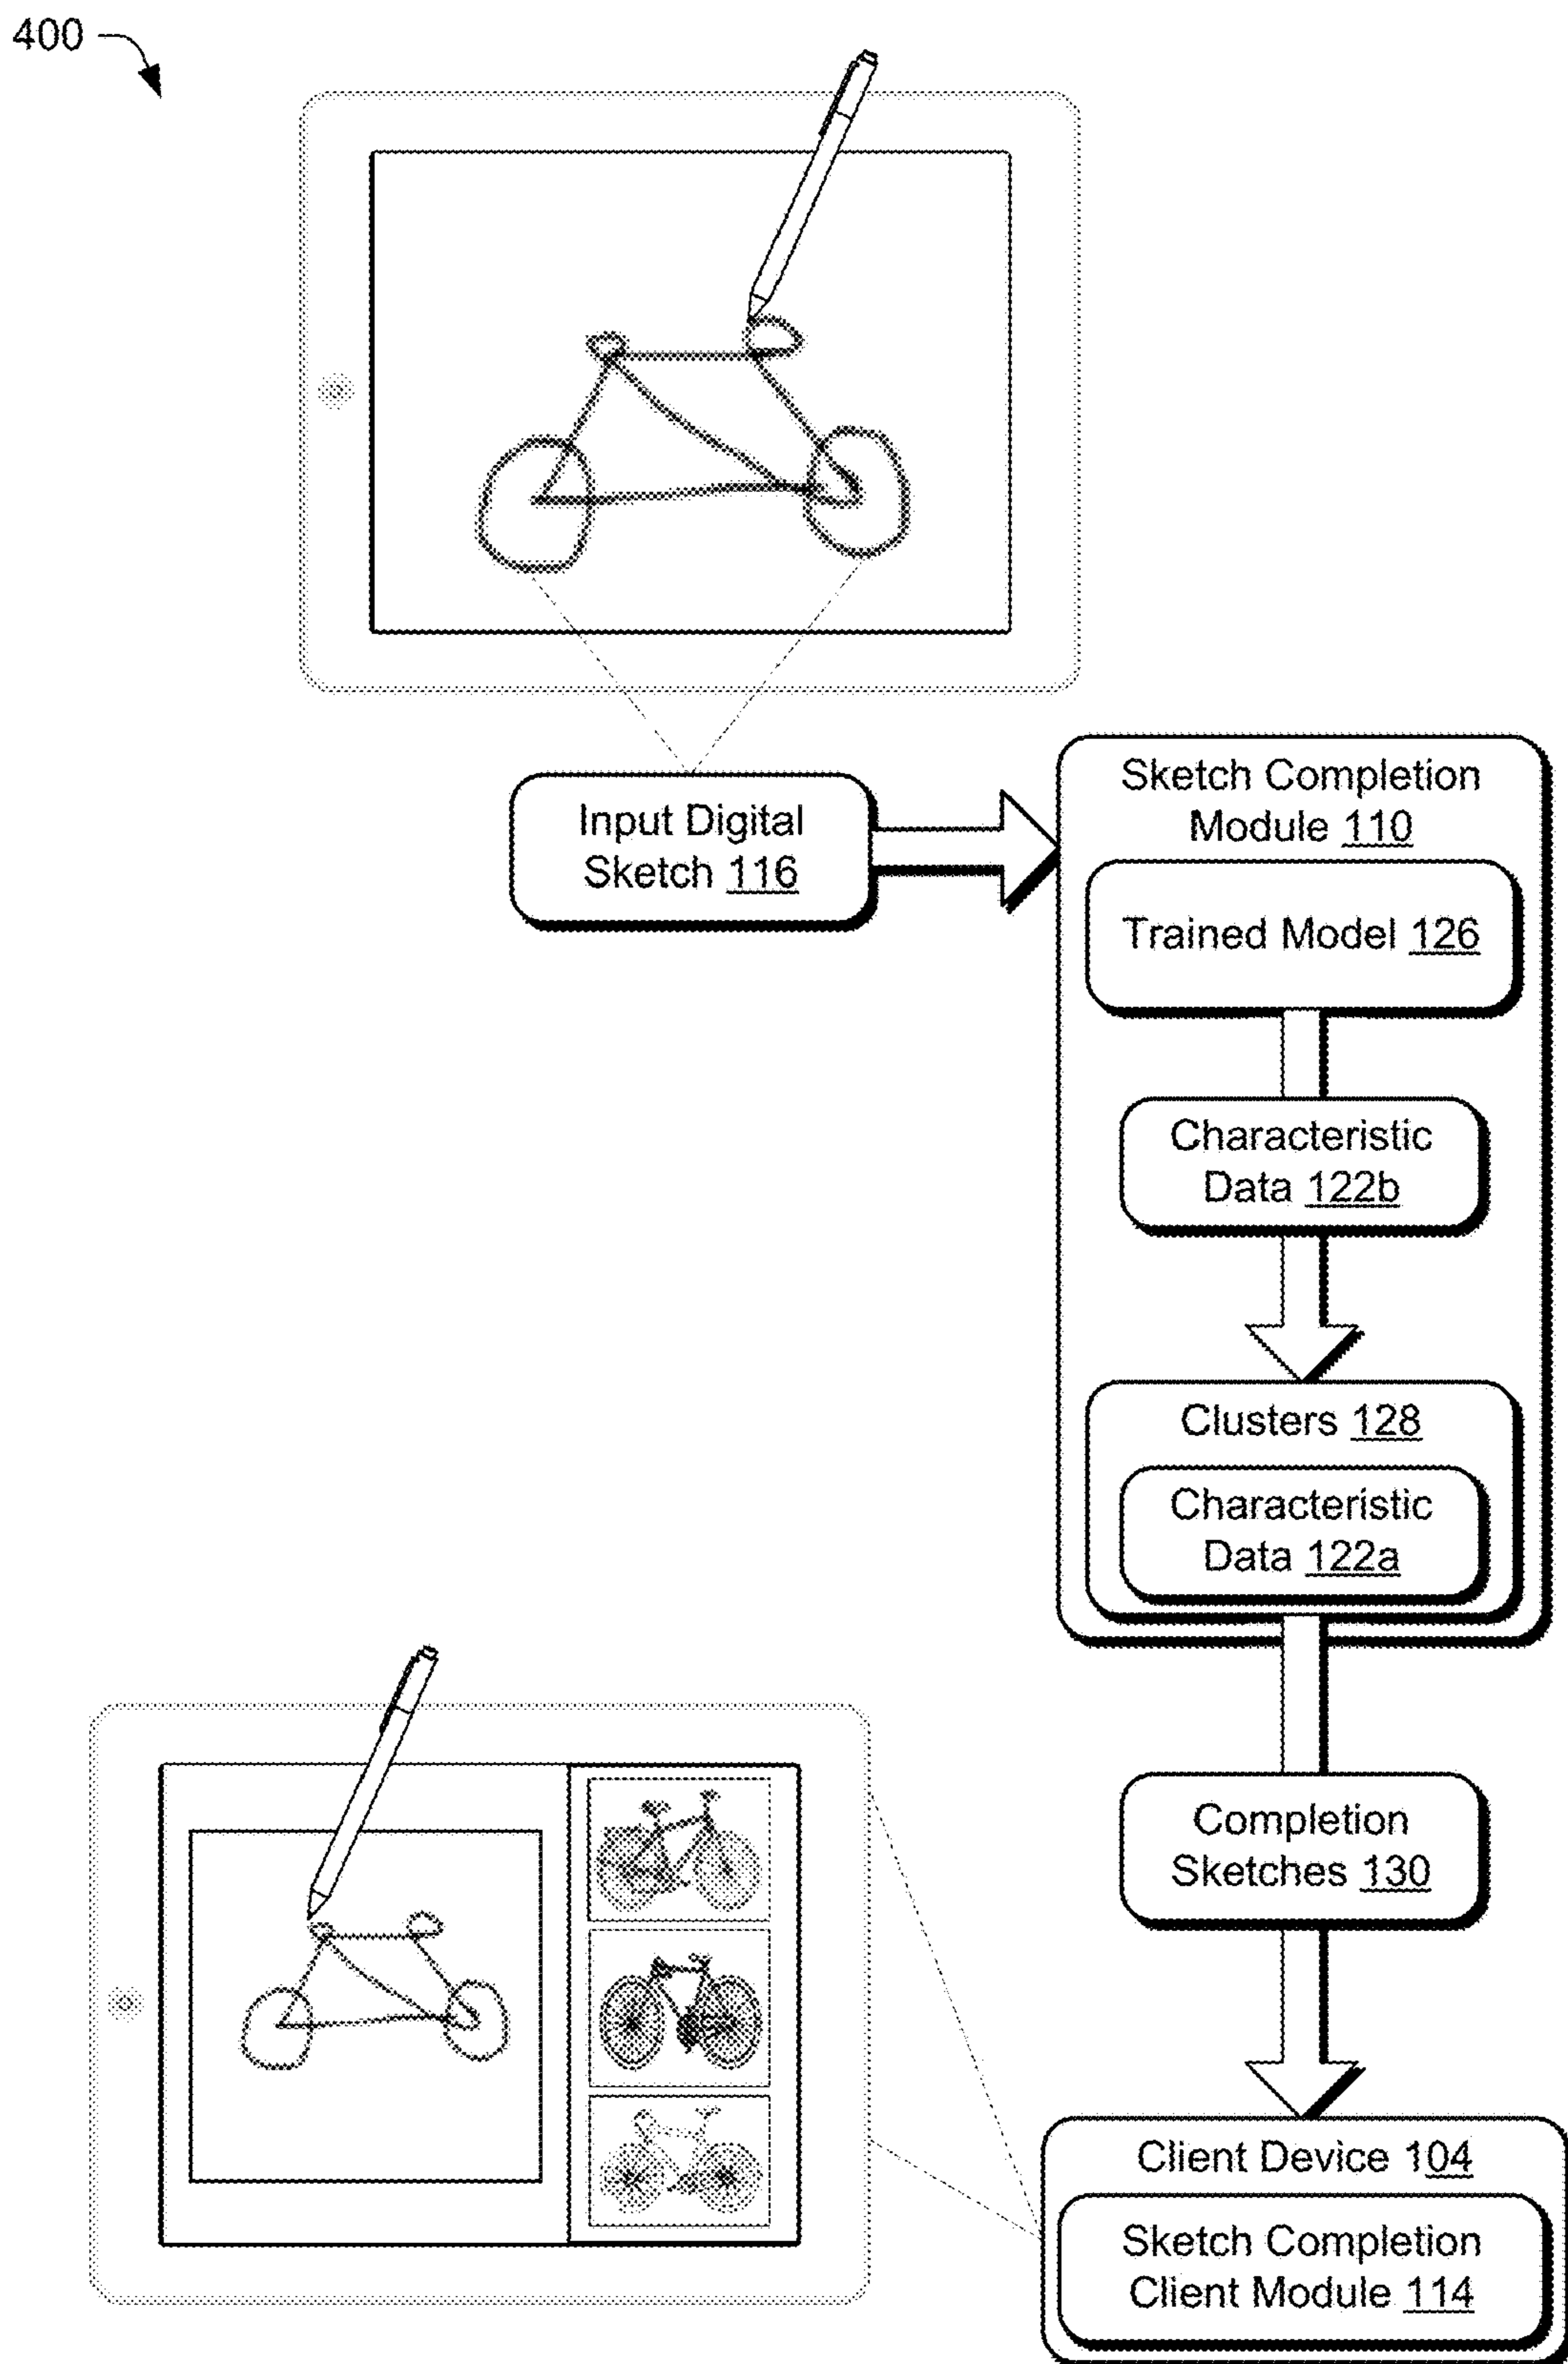 400
Input Digital
Sketch 116
Sketch Completion
Module 110
Trained Model 126
Characteristic
Data 122b
Clusters 128
Characteristic
Data 122a
Completion
Sketches 130
Client Device 104
Sketch Completion
Client Module 114